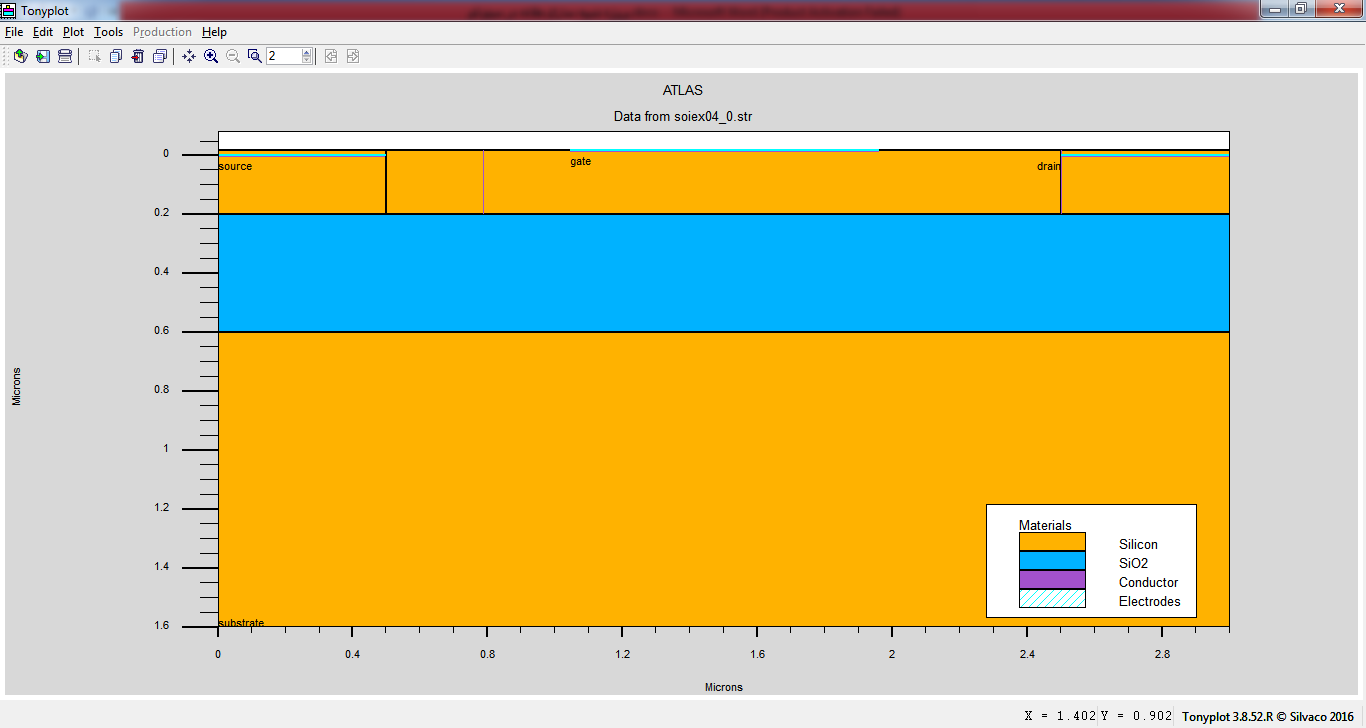 Tonyplot
File Edit Plot Tools Production Help
2
ATLAS
Data from soiex04_0.str
source
gate
drain
substrate
0
0.2
0.4
0.6
0.8
1
1.2
1.4
1.6
Microns
Materials
Silicon
SiO2
Conductor
Electrodes
0 0.4 0.8 1.2 1.6 2 2.4 2.8
Microns
X = 1.402 Y = 0.902 Tonyplot 3.8.52.R © Silvaco 2016